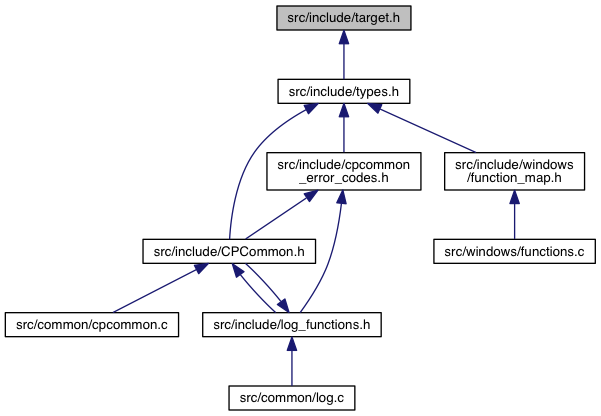 src/include/target.h
src/include/types.h
src/include/cpcommon
_error_codes.h
src/include/windows
/function_map.h
src/include/CPCommon.h
src/windows/functions.c
src/common/cpcommon.c
src/include/log_functions.h
src/common/log.c